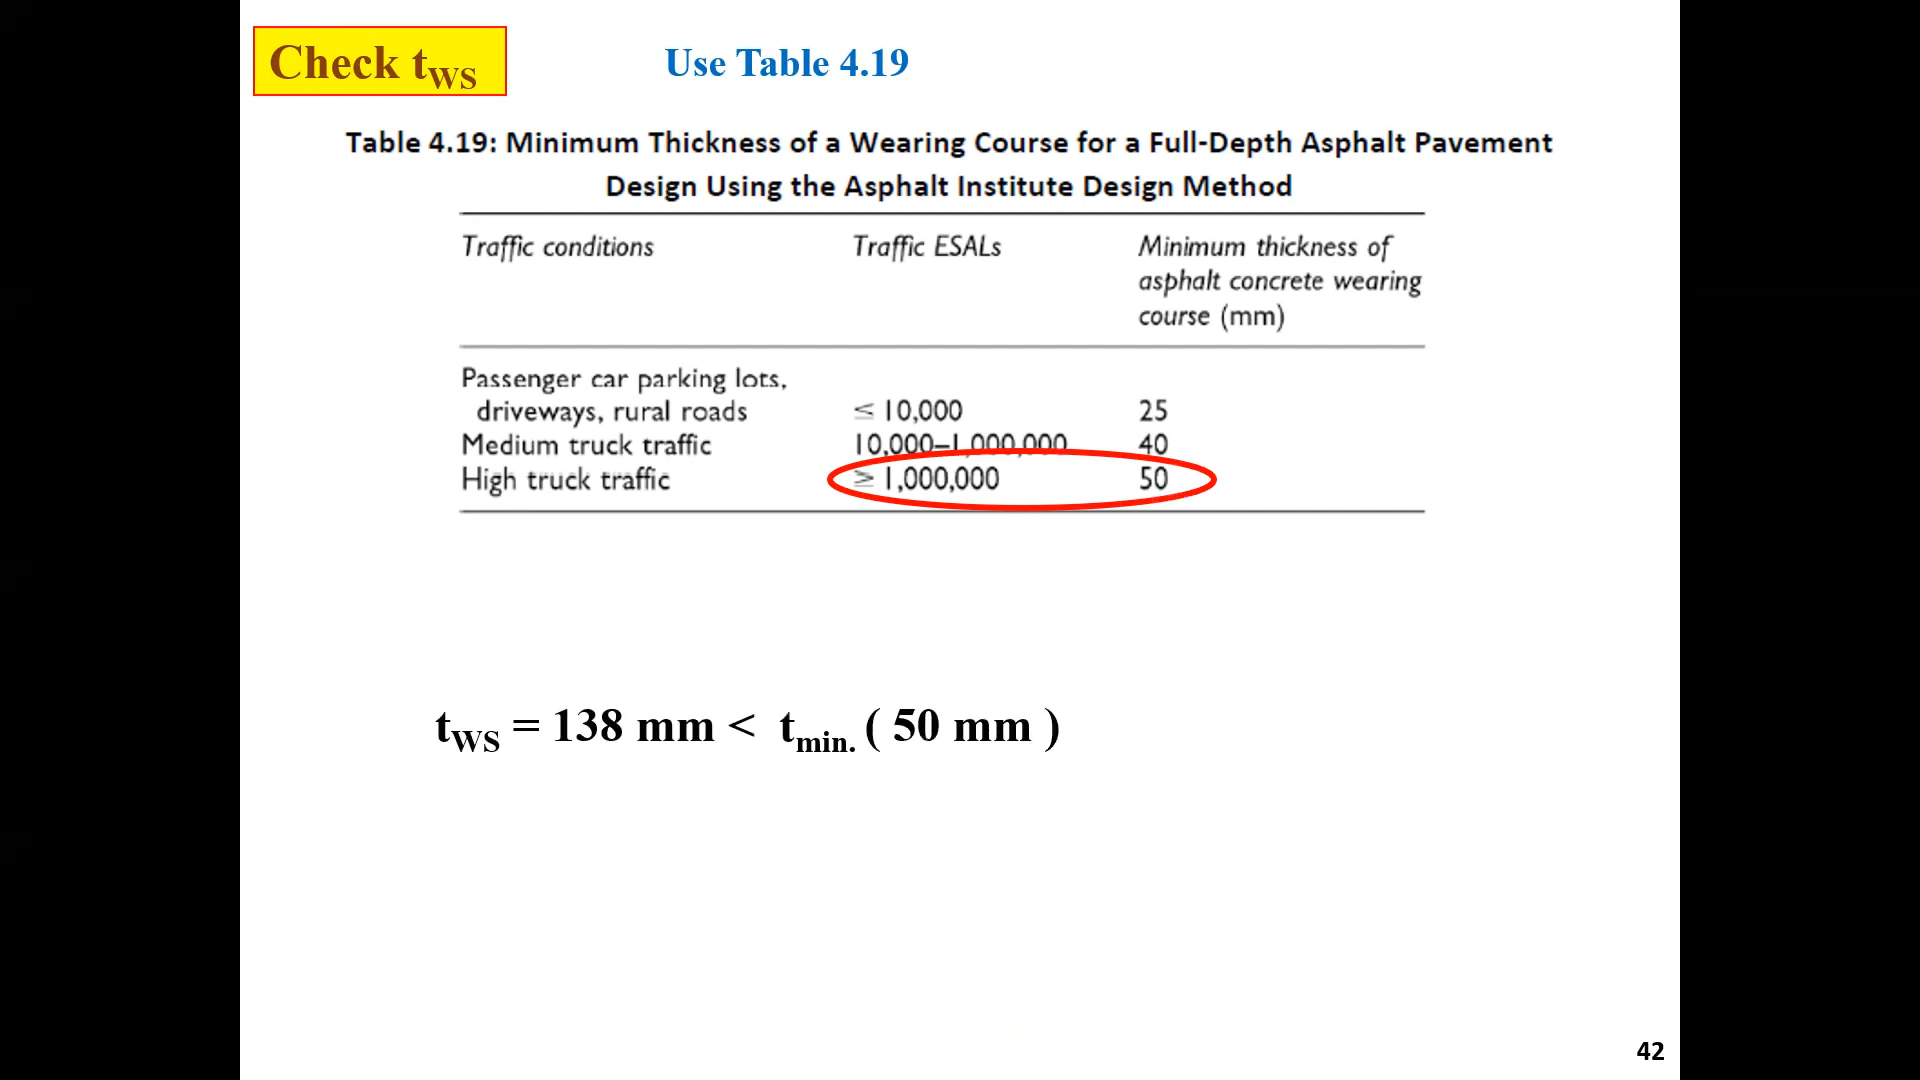 Check tWS
Use Table 4.19
Table 4.19: Minimum Thickness of a Wearing Course for a Full-Depth Asphalt Pavement
Design Using the Asphalt Institute Design Method
Traffic conditions Traffic ESALs Minimum thickness of
asphalt concrete wearing
course (mm)
Passenger car parking lots,
driveways, rural roads ≤ 10,000 25
Medium truck traffic 10,000–1,000,000 40
High truck traffic ≥ 1,000,000 50
tWS = 138 mm < tmin. ( 50 mm )
42